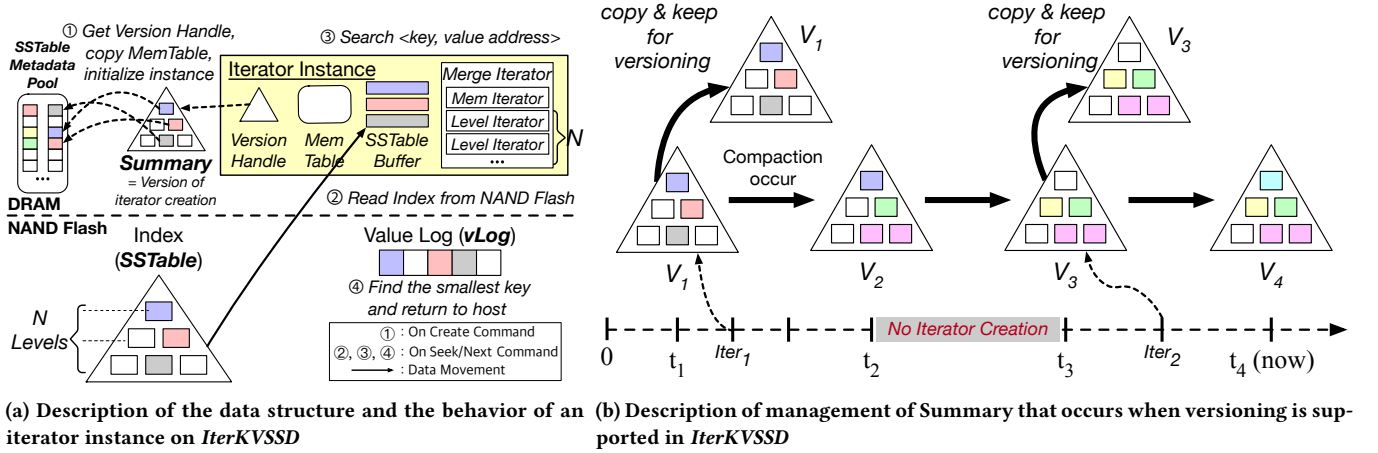 ① Get Version Handle,
copy MemTable,
initialize instance
SSTable
Metadata
Pool
...
Summary
= Version of
iterator creation
③ Search <key, value address>
Iterator Instance
Version
Handle
Mem
Table
SSTable
Buffer
Merge Iterator
Mem Iterator
Level Iterator
Level Iterator
...
N
② Read Index from NAND Flash
DRAM
NAND Flash
Index
(SSTable)
N
Levels
Value Log (vLog)
④ Find the smallest key
and return to host
① : On Create Command
②, ③, ④ : On Seek/Next Command
: Data Movement
(a) Description of the data structure and the behavior of an
iterator instance on IterKVSSD
copy & keep
for
versioning
V1
copy & keep
for
versioning
V3
Compaction
occur
V1
V2
V3
V4
No Iterator Creation
0
t1
Iter1
t2
t3
Iter2
t4 (now)
(b) Description of management of Summary that occurs when versioning is sup-
ported in IterKVSSD